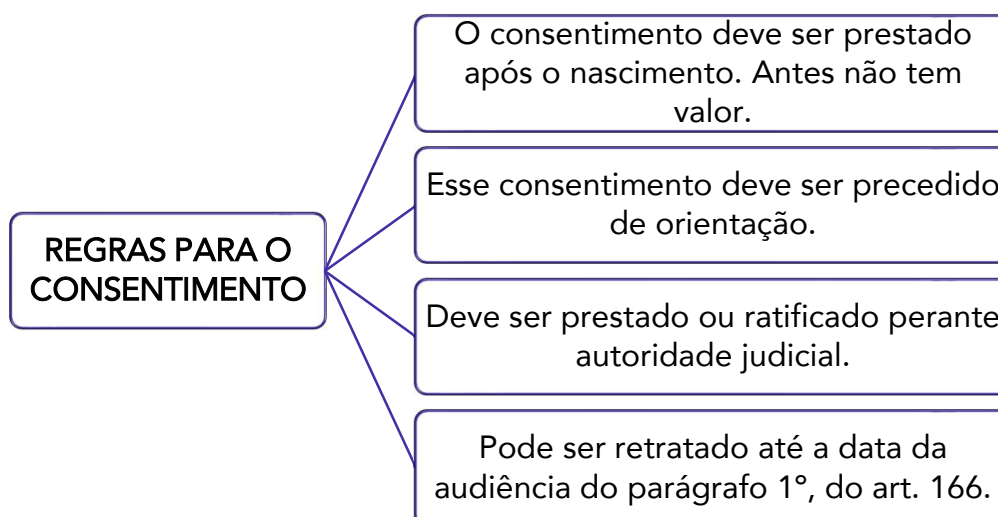 O consentimento deve ser prestado
após o nascimento. Antes não tem
valor.
Esse consentimento deve ser precedido
de orientação.
REGRAS PARA O
CONSENTIMENTO
Deve ser prestado ou ratificado perante
autoridade judicial.
Pode ser retratado até a data da
audiência do parágrafo 1º, do art. 166.